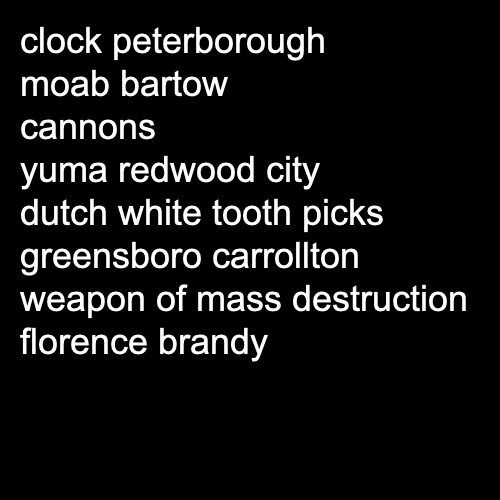 clock peterborough
moab bartow
cannons
yuma redwood city
dutch white tooth picks
greensboro carrollton
weapon of mass destruction
florence brandy